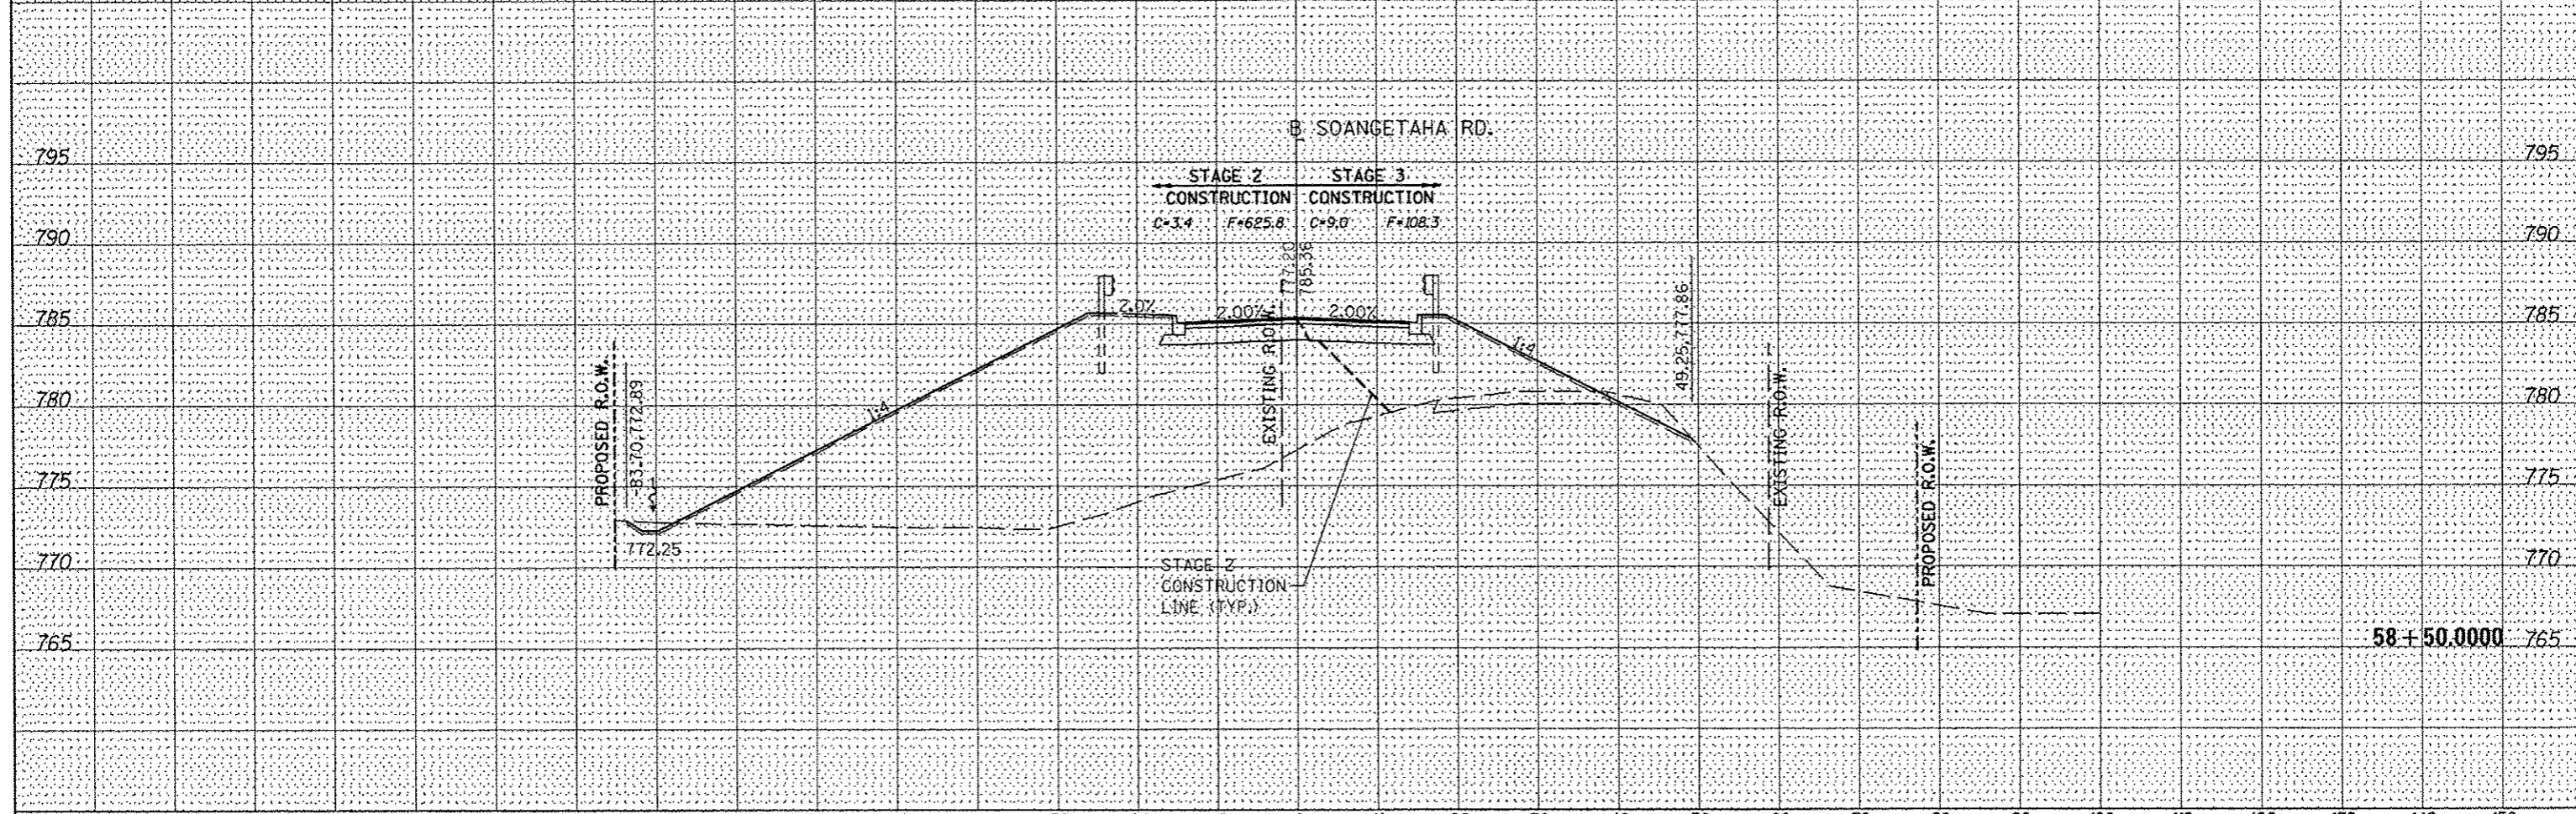 B SOANGETAHA RD.
795 795
STAGE 2 STAGE 3
CONSTRUCTION CONSTRUCTION
C=3.4 F=625.8 C=9.0 F=108.3
790 790
777.20
785.38
785 2.0% 2.00% 2.00% 785
1:4 1:4
EXISTING R.O.W.
49.25,777.86
PROPOSED R.O.W.
-83.70,772.89
780 780
EXISTING R.O.W.
PROPOSED R.O.W.
775 775
772.25
770 770
STAGE 2
CONSTRUCTION
LINE (TYP.)
765 58+50.0000 765